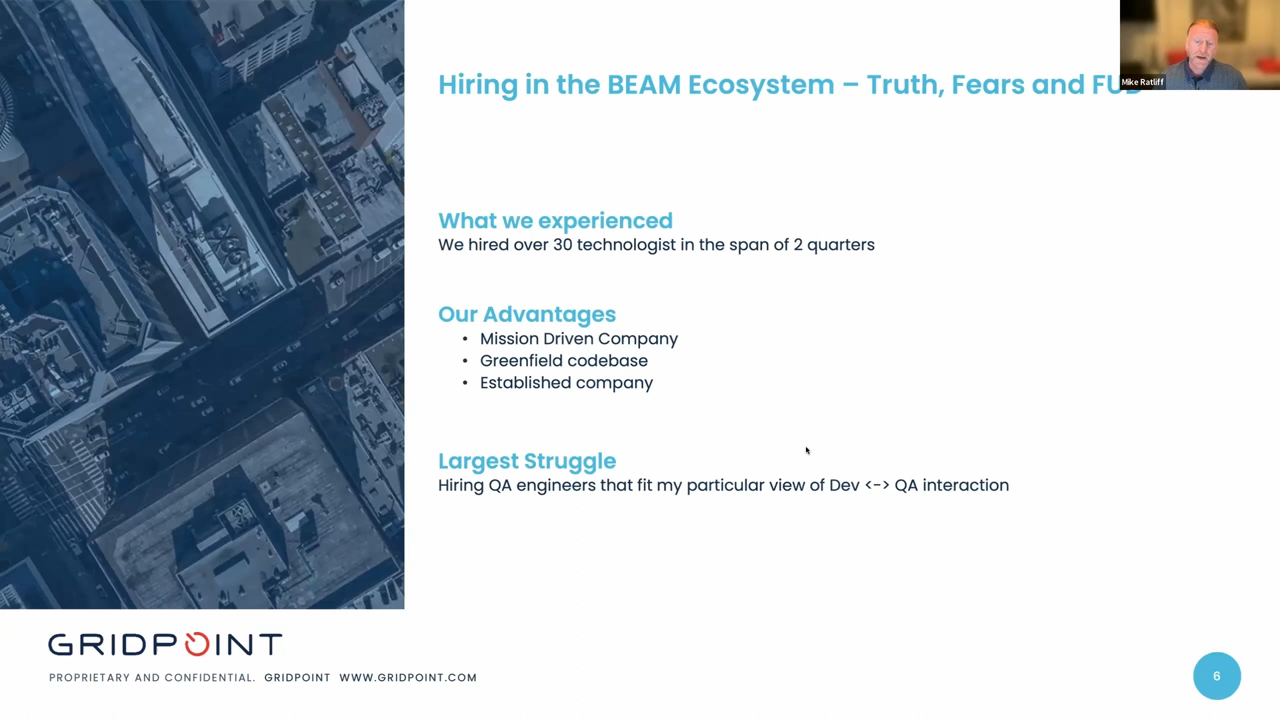 Hiring in the BEAM Ecosystem – Truth, Fears and FUD
Mike Ratliff
What we experienced
We hired over 30 technologist in the span of 2 quarters
Our Advantages
• Mission Driven Company
• Greenfield codebase
• Established company
Largest Struggle
Hiring QA engineers that fit my particular view of Dev <-> QA interaction
GRIDPOINT
PROPRIETARY AND CONFIDENTIAL. GRIDPOINT WWW.GRIDPOINT.COM
6